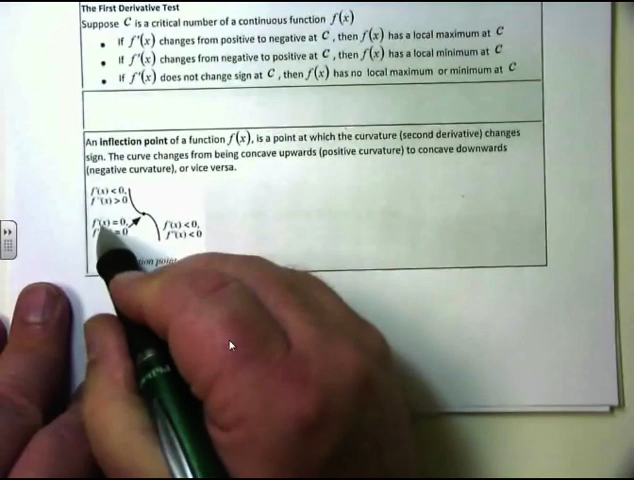 The First Derivative Test
Suppose C is a critical number of a continuous function f(x)
• If f'(x) changes from positive to negative at C, then f(x) has a local maximum at C
• If f'(x) changes from negative to positive at C, then f(x) has a local minimum at C
• If f'(x) does not change sign at C, then f(x) has no local maximum or minimum at C
An inflection point of a function f(x), is a point at which the curvature (second derivative) changes
sign. The curve changes from being concave upwards (positive curvature) to concave downwards
(negative curvature), or vice versa.
f'(x) < 0,
f''(x) > 0
f'(x) = 0,
= 0
f'(x) < 0,
f''(x) < 0
point